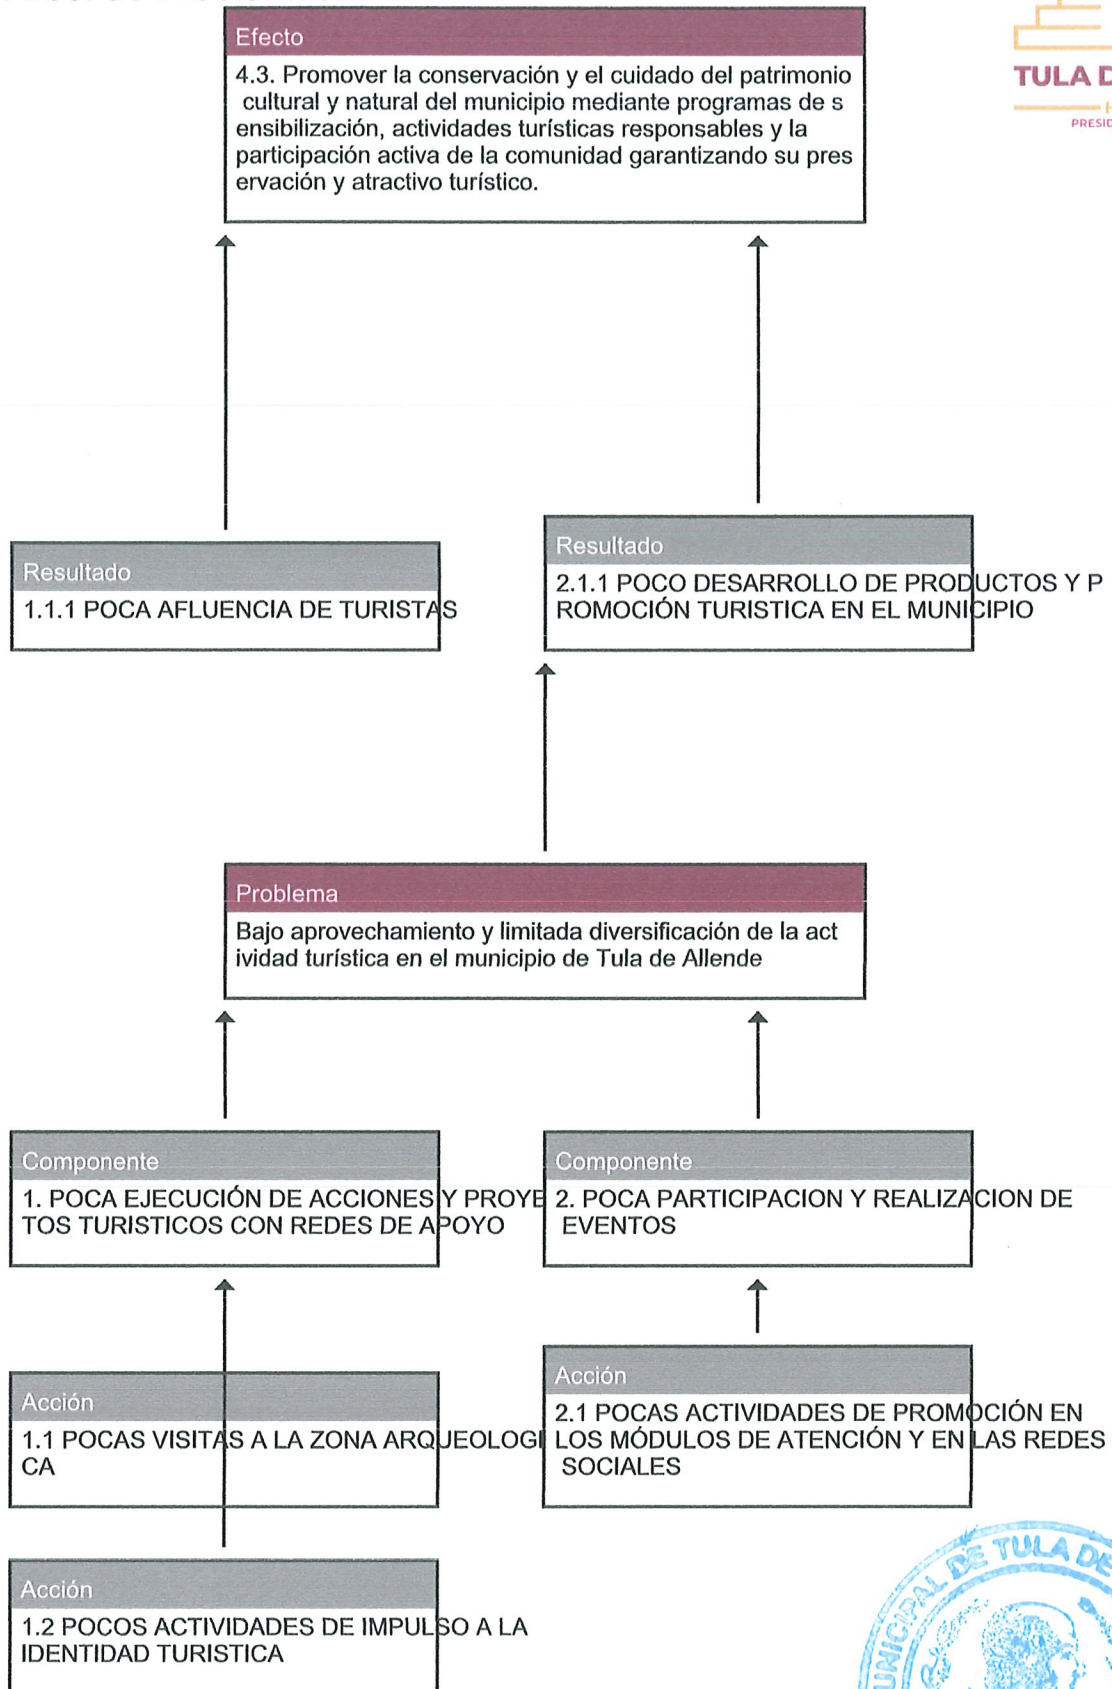 TULA D
PRESID
Efecto
4.3. Promover la conservación y el cuidado del patrimonio
cultural y natural del municipio mediante programas de s
ensibilización, actividades turísticas responsables y la
participación activa de la comunidad garantizando su pres
ervación y atractivo turístico.
Resultado
1.1.1 POCA AFLUENCIA DE TURISTAS
Resultado
2.1.1 POCO DESARROLLO DE PRODUCTOS Y P
ROMOCIÓN TURISTICA EN EL MUNICIPIO
Problema
Bajo aprovechamiento y limitada diversificación de la act
ividad turística en el municipio de Tula de Allende
Componente
1. POCA EJECUCIÓN DE ACCIONES Y PROYE
TOS TURISTICOS CON REDES DE APOYO
Componente
2. POCA PARTICIPACION Y REALIZACION DE
EVENTOS
Acción
1.1 POCAS VISITAS A LA ZONA ARQUEOLOGI
CA
Acción
2.1 POCAS ACTIVIDADES DE PROMOCIÓN EN
LOS MÓDULOS DE ATENCIÓN Y EN LAS REDES
SOCIALES
Acción
1.2 POCOS ACTIVIDADES DE IMPULSO A LA
IDENTIDAD TURISTICA
UNICIPAL DE TULA DE